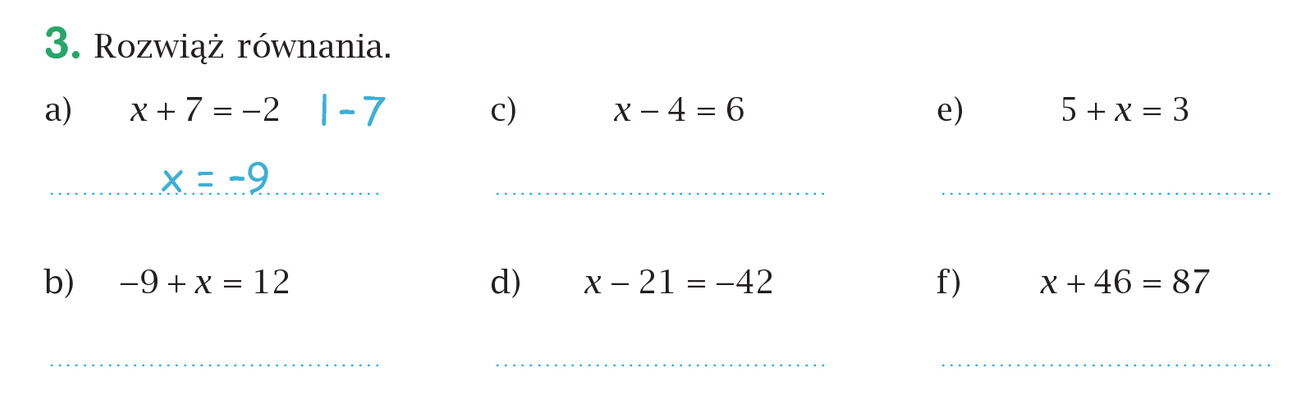 3. Rozwiąż równania.
a) x + 7 = –2 | – 7
x = -9
b) –9 + x = 12
c) x – 4 = 6
d) x – 21 = –42
e) 5 + x = 3
f) x + 46 = 87